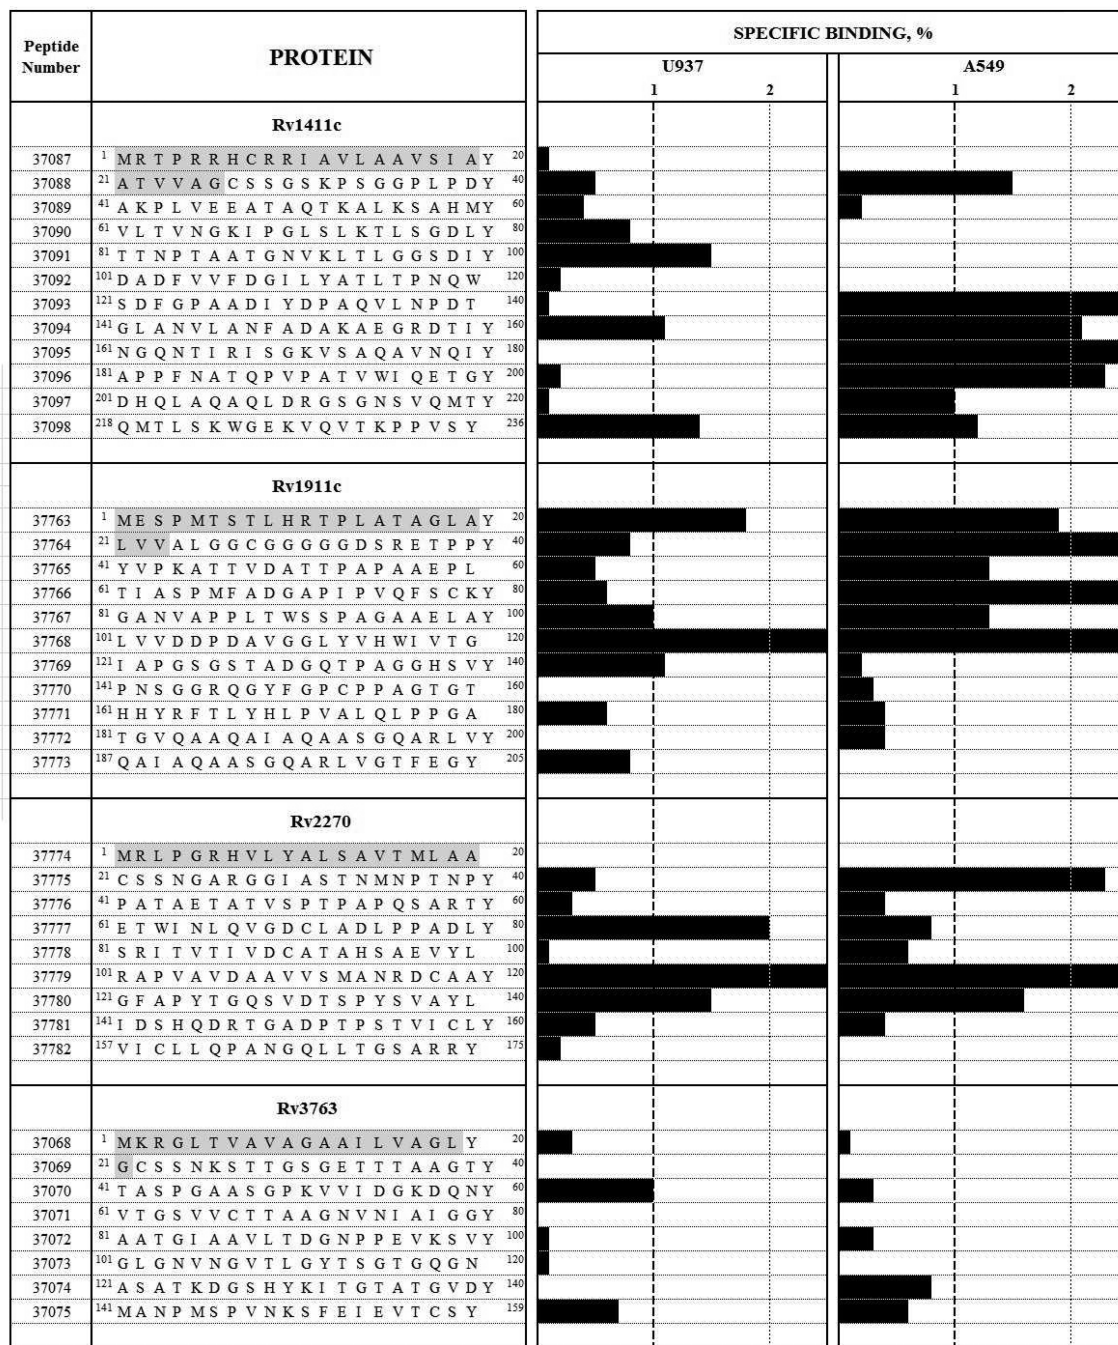 Peptide Number PROTEIN SPECIFIC BINDING, %
U937 A549
1 2 1 2
Rv1411c
37087 1 M R T P R R H C R R I A V L A A V S I A Y 20
37088 21 A T V V A G C S S G S K P S G G P L P D Y 40
37089 41 A K P L V E E A T A Q T K A L K S A H M Y 60
37090 61 V L T V N G K I P G L S L K T L S G D L Y 80
37091 81 T T N P T A A T G N V K L T L G G S D I Y 100
37092 101 D A D F V V F D G I L Y A T L T P N Q W 120
37093 121 S D F G P A A D I Y D P A Q V L N P D T 140
37094 141 G L A N V L A N F A D A K A E G R D T I Y 160
37095 161 N G Q N T I R I S G K V S A Q A V N Q I Y 180
37096 181 A P P F N A T Q P V P A T V W I Q E T G Y 200
37097 201 D H Q L A Q A Q L D R G S G N S V Q M T Y 220
37098 218 Q M T L S K W G E K V Q V T K P P V S Y 236
Rv1911c
37763 1 M E S P M T S T L H R T P L A T A G L A Y 20
37764 21 L V V A L G G C G G G G G D S R E T P P Y 40
37765 41 Y V P K A T T V D A T T P A P A A E P L 60
37766 61 T I A S P M F A D G A P I P V Q F S C K Y 80
37767 81 G A N V A P P L T W S S P A G A A E L A Y 100
37768 101 L V V D D P D A V G G L Y V H W I V T G 120
37769 121 I A P G S G S T A D G Q T P A G G H S V Y 140
37770 141 P N S G G R Q G Y F G P C P P A G T G T 160
37771 161 H H Y R F T L Y H L P V A L Q L P P G A 180
37772 181 T G V Q A A Q A I A Q A A S G Q A R L V Y 200
37773 187 Q A I A Q A A S G Q A R L V G T F E G Y 205
Rv2270
37774 1 M R L P G R H V L Y A L S A V T M L A A 20
37775 21 C S S N G A R G G I A S T N M N P T N P Y 40
37776 41 P A T A E T A T V S P T P A P Q S A R T Y 60
37777 61 E T W I N L Q V G D C L A D L P P A D L Y 80
37778 81 S R I T V T I V D C A T A H S A E V Y L 100
37779 101 R A P V A V D A A V V S M A N R D C A A Y 120
37780 121 G F A P Y T G Q S V D T S P Y S V A Y L 140
37781 141 I D S H Q D R T G A D P T P S T V I C L Y 160
37782 157 V I C L L Q P A N G Q L L T G S A R R Y 175
Rv3763
37068 1 M K R G L T V A V A G A A I L V A G L Y 20
37069 21 G C S S N K S T T G S G E T T T A A G T Y 40
37070 41 T A S P G A A S G P K V V I D G K D Q N Y 60
37071 61 V T G S V V C T T A A G N V N I A I G G Y 80
37072 81 A A T G I A A V L T D G N P P E V K S V Y 100
37073 101 G L G N V N G V T L G Y T S G T G Q G N 120
37074 121 A S A T K D G S H Y K I T G T A T G V D Y 140
37075 141 M A N P M S P V N K S F E I E V T C S Y 159